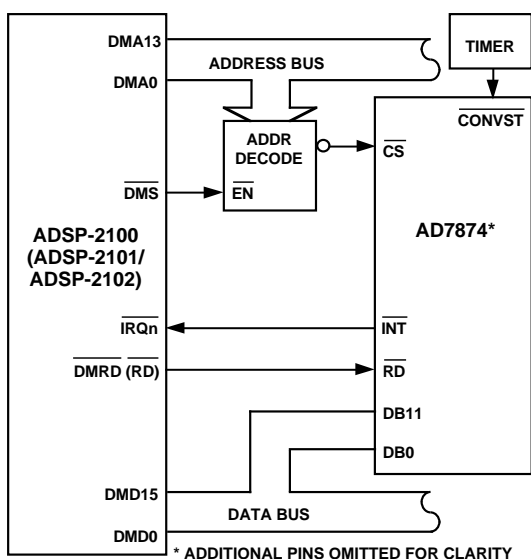 DMA13
TIMER
ADDRESS BUS
DMA0
CONVST
ADDR
DECODE
CS
DMS
EN
ADSP-2100
(ADSP-2101/
ADSP-2102)
AD7874*
IRQn
INT
DMRD (RD)
RD
DB11
DB0
DMD15
DATA BUS
DMD0
* ADDITIONAL PINS OMITTED FOR CLARITY